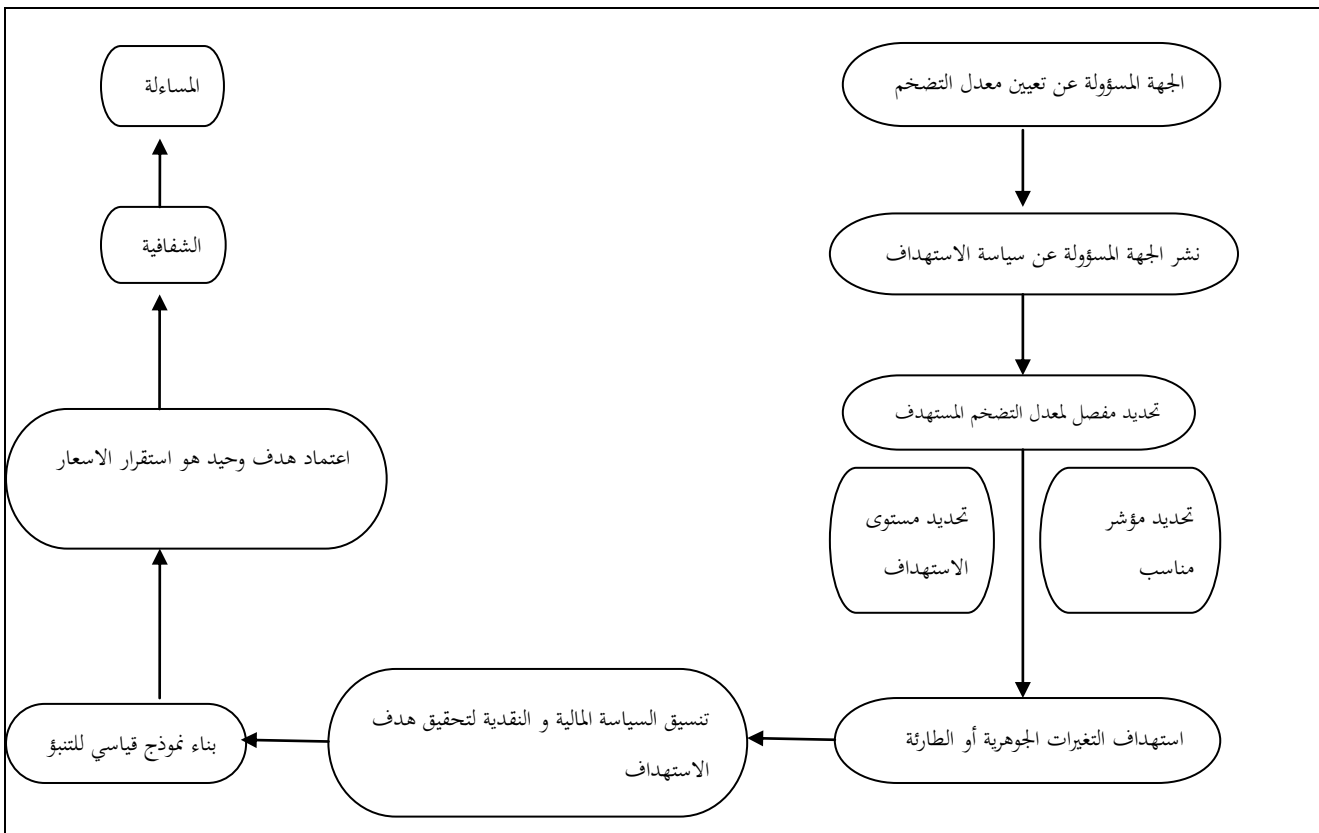 الجهة المسؤولة عن تعيين معدل التضخم
نشر الجهة المسؤولة عن سياسة الاستهداف
تحديد مفصل لمعدل التضخم المستهدف
تحديد مؤشر
مناسب
تحديد مستوى
الاستهداف
استهداف التغيرات الجوهرية أو الطارئة
تنسيق السياسة المالية و النقدية لتحقيق هدف
الاستهداف
بناء نموذج قياسي للتنبؤ
اعتماد هدف وحيد هو استقرار الاسعار
الشفافية
المساءلة